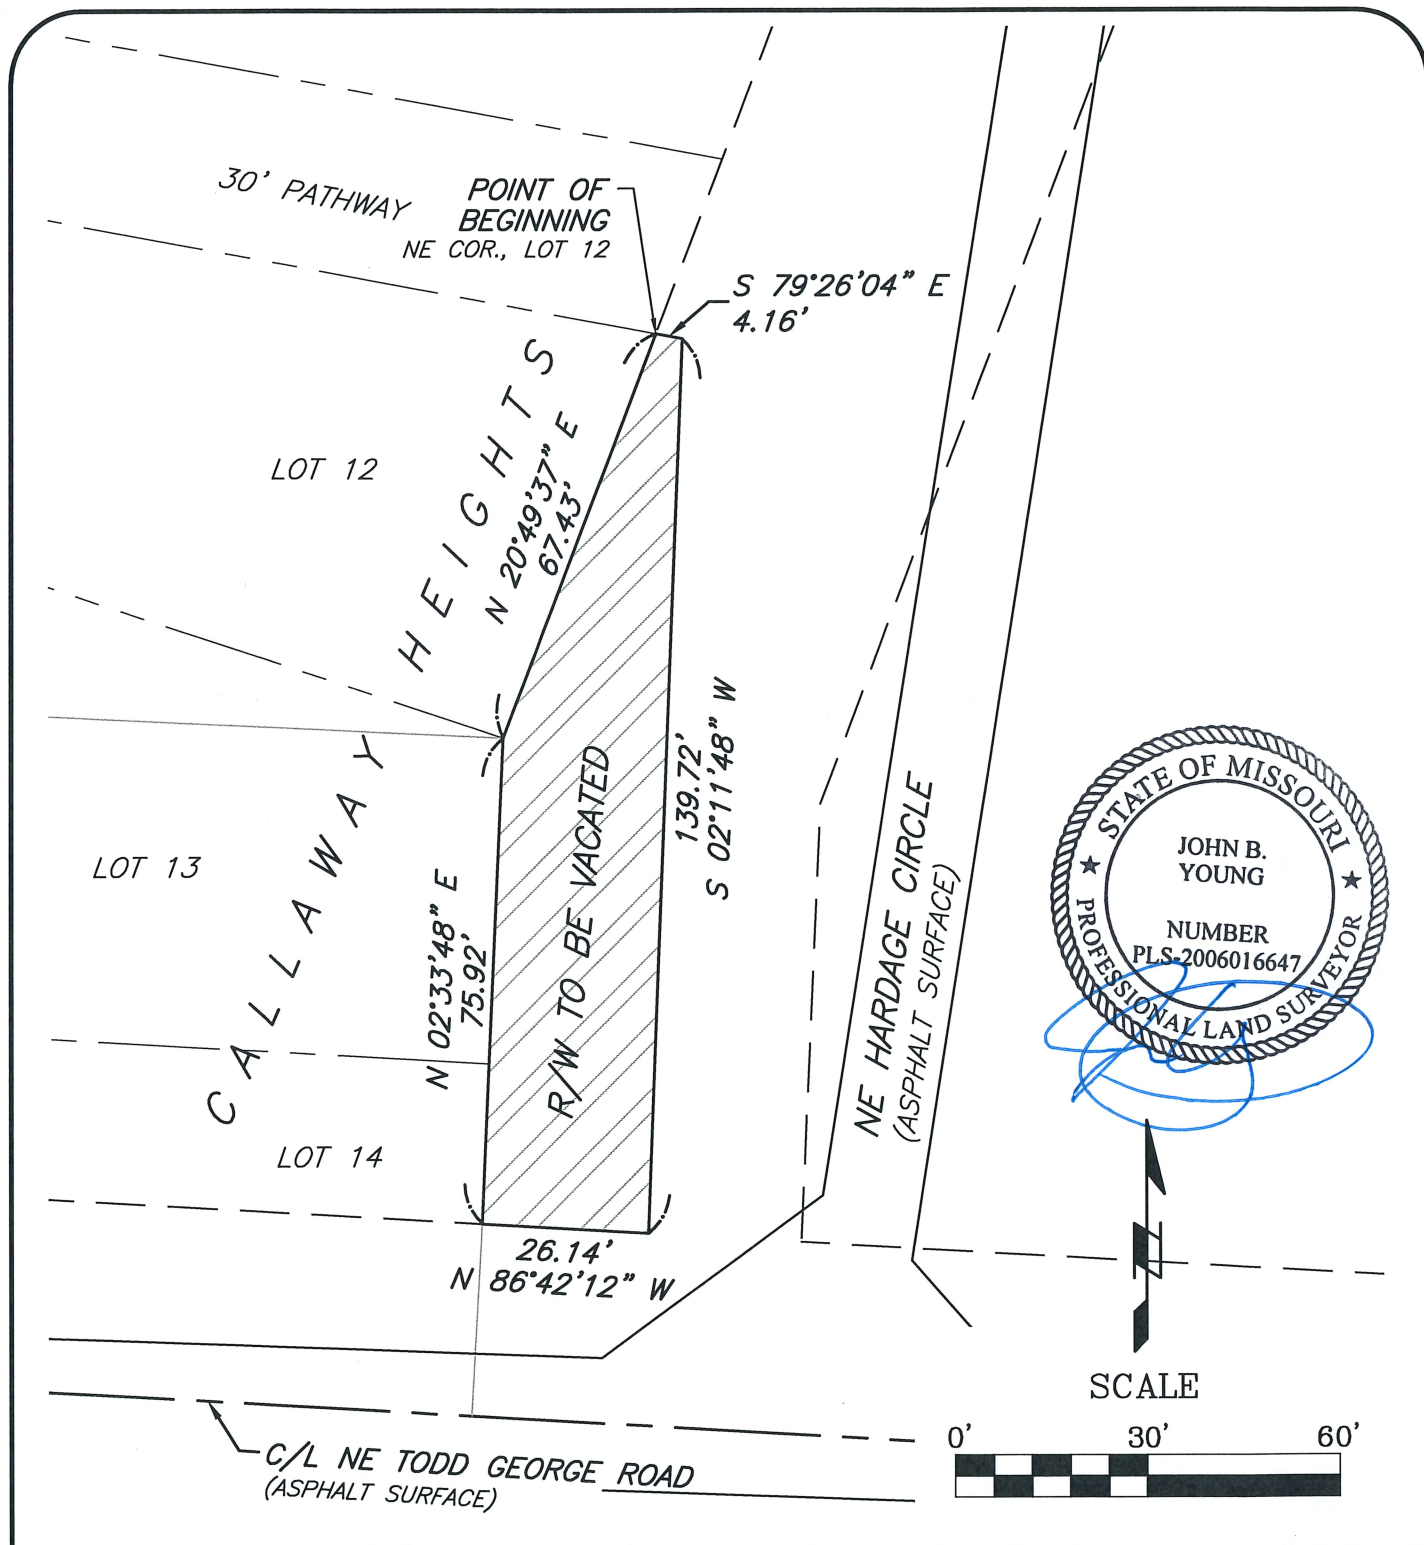 30' PATHWAY
POINT OF
BEGINNING
NE COR., LOT 12
S 79°26'04" E
4.16'
LOT 12
CALLAWAY HEIGHTS
N 20°49'37" E
67.43'
139.72'
S 02°11'48" W
LOT 13
N 02°33'48" E
75.92'
R/W TO BE VACATED
NE HARDAGE CIRCLE
(ASPHALT SURFACE)
STATE OF MISSOURI
JOHN B.
YOUNG
NUMBER
PLS-2006016647
PROFESSIONAL LAND SURVEYOR
LOT 14
26.14'
N 86°42'12" W
N
SCALE
0' 30' 60'
C/L NE TODD GEORGE ROAD
(ASPHALT SURFACE)